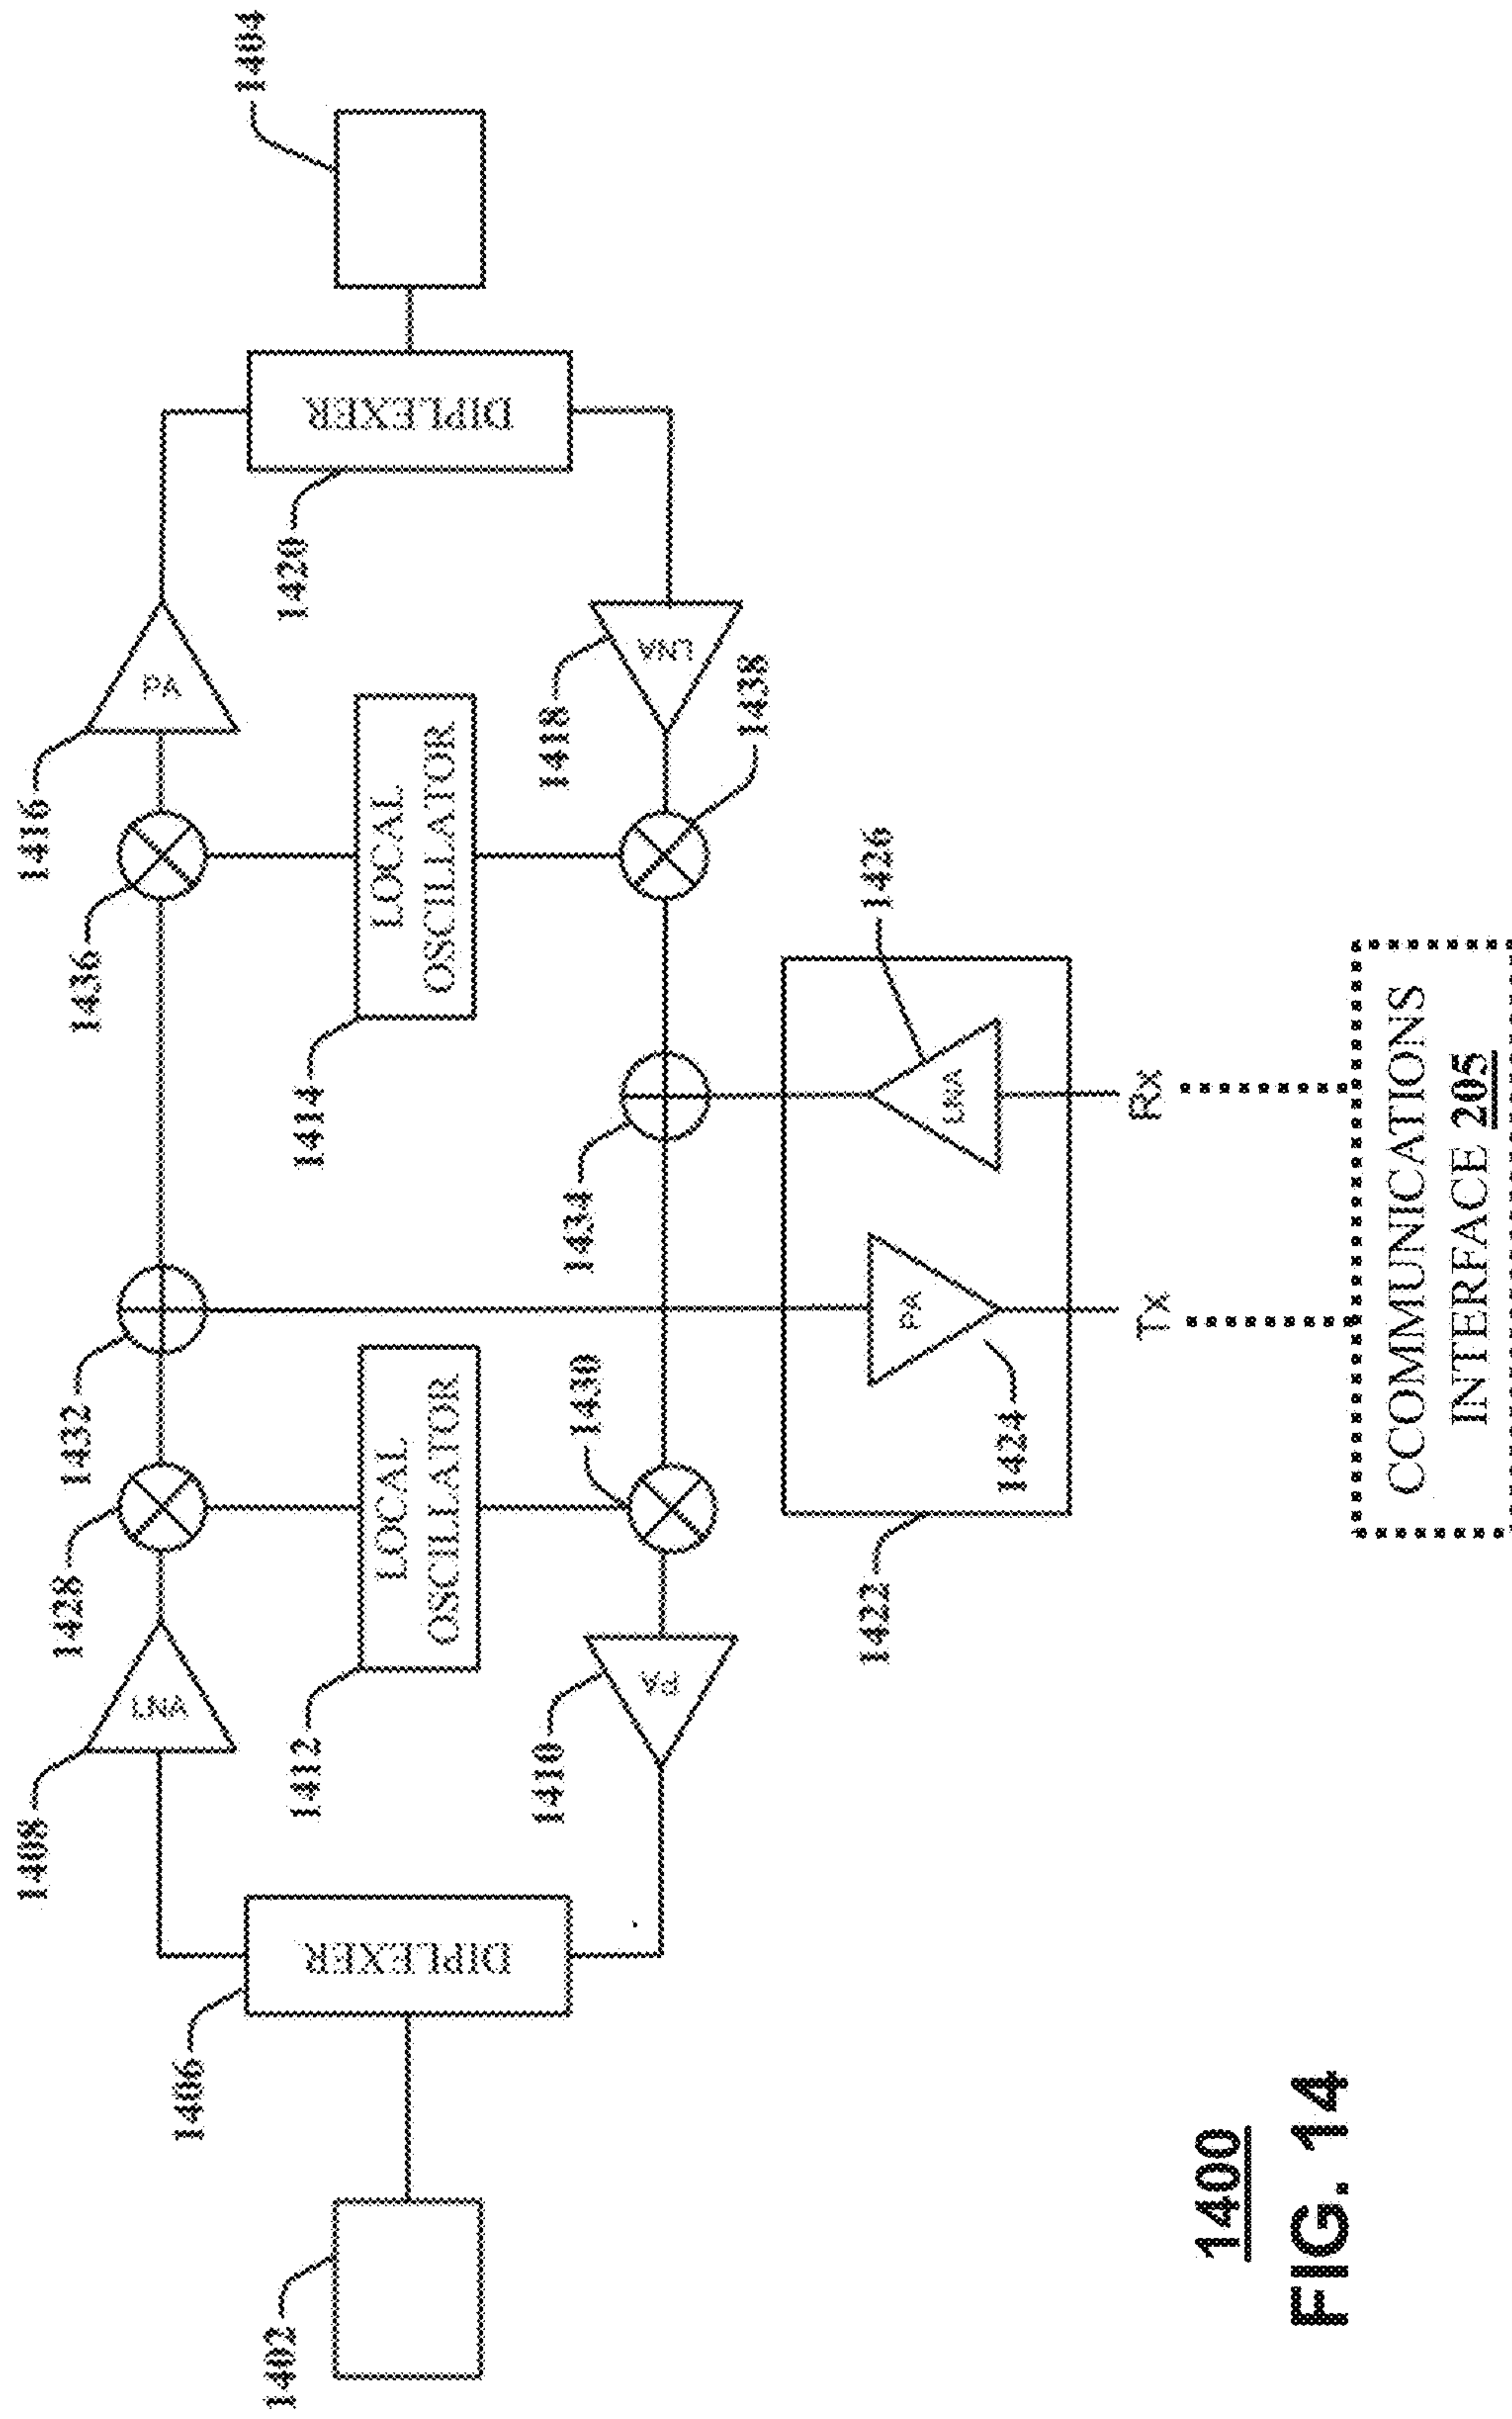 1408
1416
1428
1432
1436
LNA
PA
1406
1404
1402
1412
1414
1420
DIPLEXER
LOCAL
OSCILLATOR
LOCAL
OSCILLATOR
DIPLEXER
1410
1430
1434
1418
PA
LNA
1438
1422
1426
PA
LNA
1424
TX
Rx
1400
CCOMMUNICATIONS
INTERFACE 205
FIG. 14